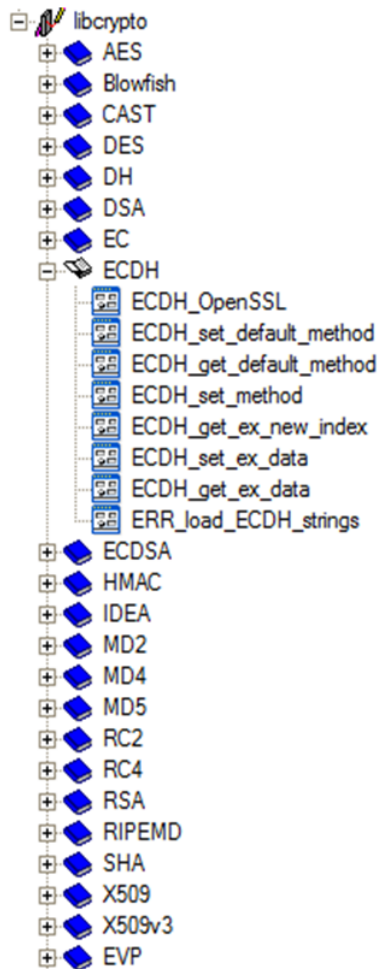 libcrypto
AES
Blowfish
CAST
DES
DH
DSA
EC
ECDH
ECDH_OpenSSL
ECDH_set_default_method
ECDH_get_default_method
ECDH_set_method
ECDH_get_ex_new_index
ECDH_set_ex_data
ECDH_get_ex_data
ERR_load_ECDH_strings
ECDSA
HMAC
IDEA
MD2
MD4
MD5
RC2
RC4
RSA
RIPEMD
SHA
X509
X509v3
EVP